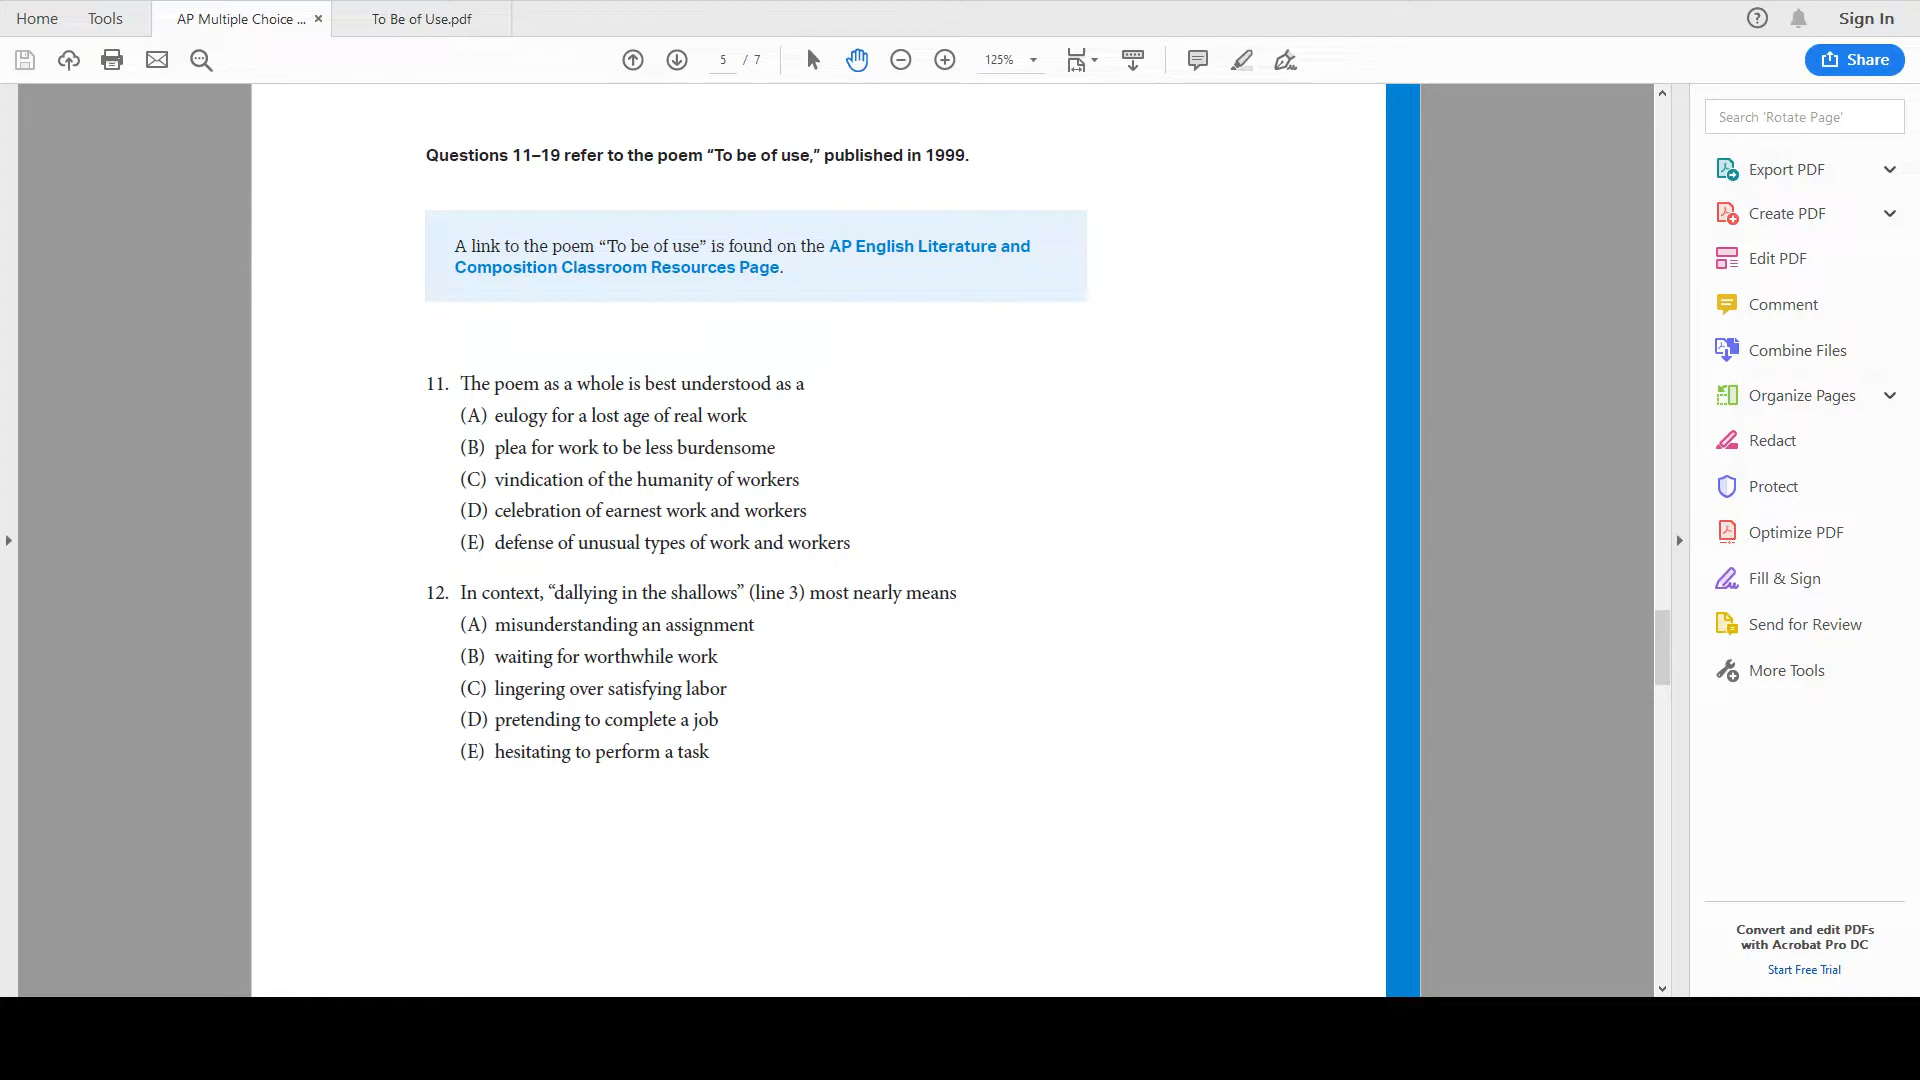 Home
Tools
AP Multiple Choice ...
×
To Be of Use.pdf
Sign In
5 / 7
125%
Share
Questions 11–19 refer to the poem “To be of use,” published in 1999.
A link to the poem “To be of use” is found on the AP English Literature and
Composition Classroom Resources Page.
11. The poem as a whole is best understood as a
(A) eulogy for a lost age of real work
(B) plea for work to be less burdensome
(C) vindication of the humanity of workers
(D) celebration of earnest work and workers
(E) defense of unusual types of work and workers
12. In context, “dallying in the shallows” (line 3) most nearly means
(A) misunderstanding an assignment
(B) waiting for worthwhile work
(C) lingering over satisfying labor
(D) pretending to complete a job
(E) hesitating to perform a task
Search 'Rotate Page'
Export PDF
Create PDF
Edit PDF
Comment
Combine Files
Organize Pages
Redact
Protect
Optimize PDF
Fill & Sign
Send for Review
More Tools
Convert and edit PDFs
with Acrobat Pro DC
Start Free Trial